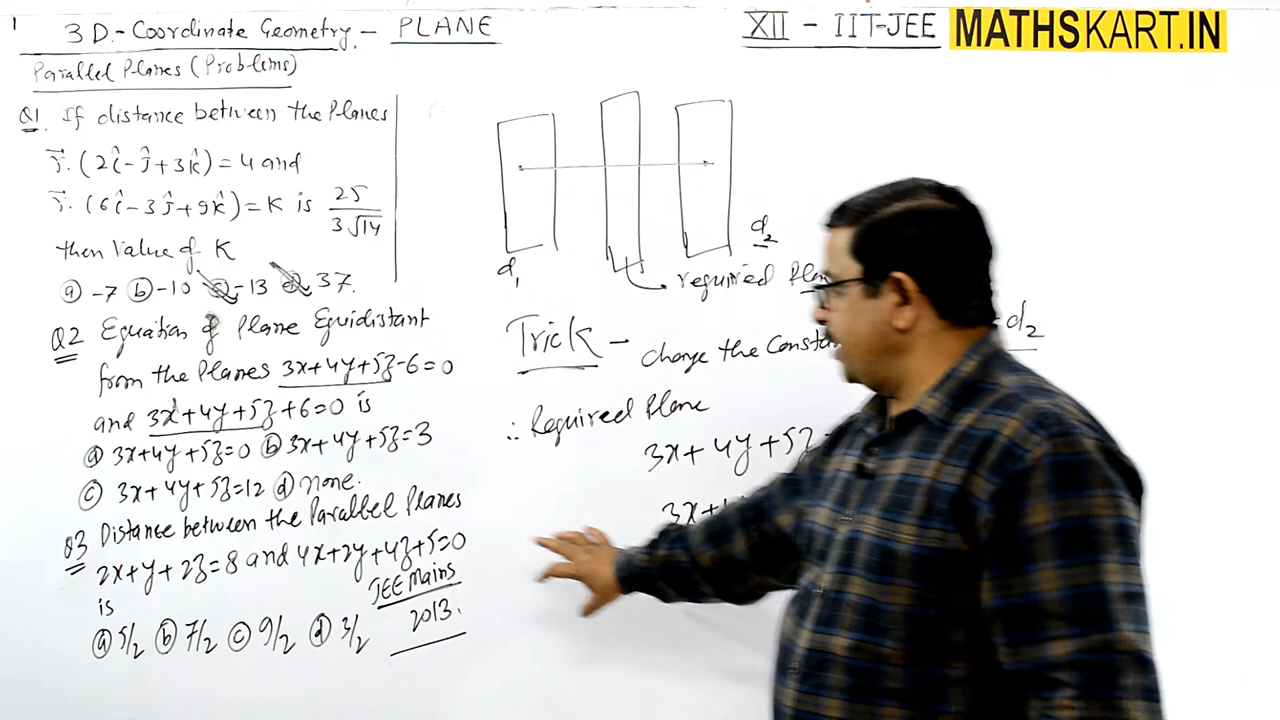 1
3D.-Coordinate Geometry.- PLANE
XII - IIT-JEE MATHSKART.IN
Parallel Planes (Problems)
Q1. If distance between the Planes
r⃗.(2î-ĵ+3k̂)=4 and
r⃗.(6î-3ĵ+9k̂)=K is 25/3√14
then Value of K
ⓐ -7 ⓑ -10 ⓒ -13 ⓓ 37.
Q2 Equation of Plane Equidistant
from the Planes 3x+4y+5z-6=0
and 3x+4y+5z+6=0 is
ⓐ 3x+4y+5z=0 ⓑ 3x+4y+5z=3
ⓒ 3x+4y+5z=12 ⓓ none.
Q3 Distance between the Parallel Planes
2x+y+2z=8 and 4x+2y+4z+5=0
is
JEE Mains
2013.
ⓐ 5/2 ⓑ 7/2 ⓒ 9/2 ⓓ 3/2
d₁
d₂
required
Trick - change the
d₂
∴ Required Plane
3x+4y+5z
3x+